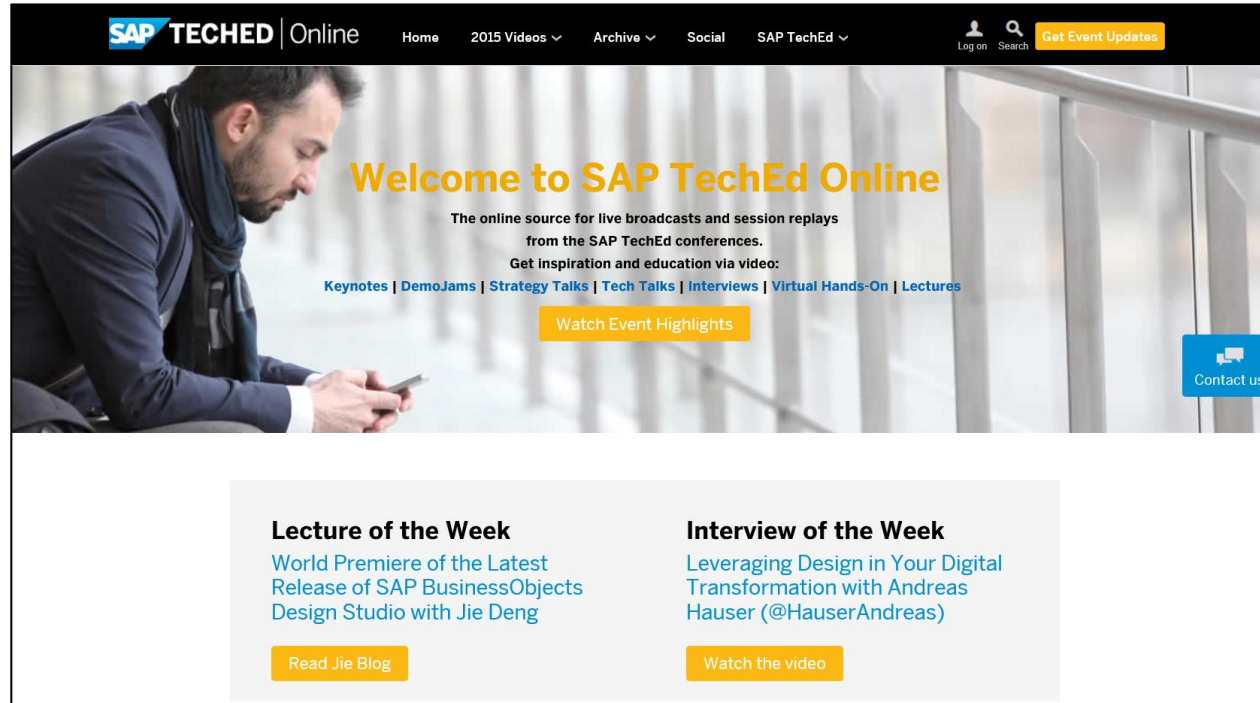 SAP TECHED | Online
Home 2015 Videos Archive Social SAP TechEd
Log on Search Get Event Updates
Welcome to SAP TechEd Online
The online source for live broadcasts and session replays
from the SAP TechEd conferences.
Get inspiration and education via video:
Keynotes | DemoJams | Strategy Talks | Tech Talks | Interviews | Virtual Hands-On | Lectures
Watch Event Highlights
Contact us
Lecture of the Week
World Premiere of the Latest
Release of SAP BusinessObjects
Design Studio with Jie Deng
Read Jie Blog
Interview of the Week
Leveraging Design in Your Digital
Transformation with Andreas
Hauser (@HauserAndreas)
Watch the video